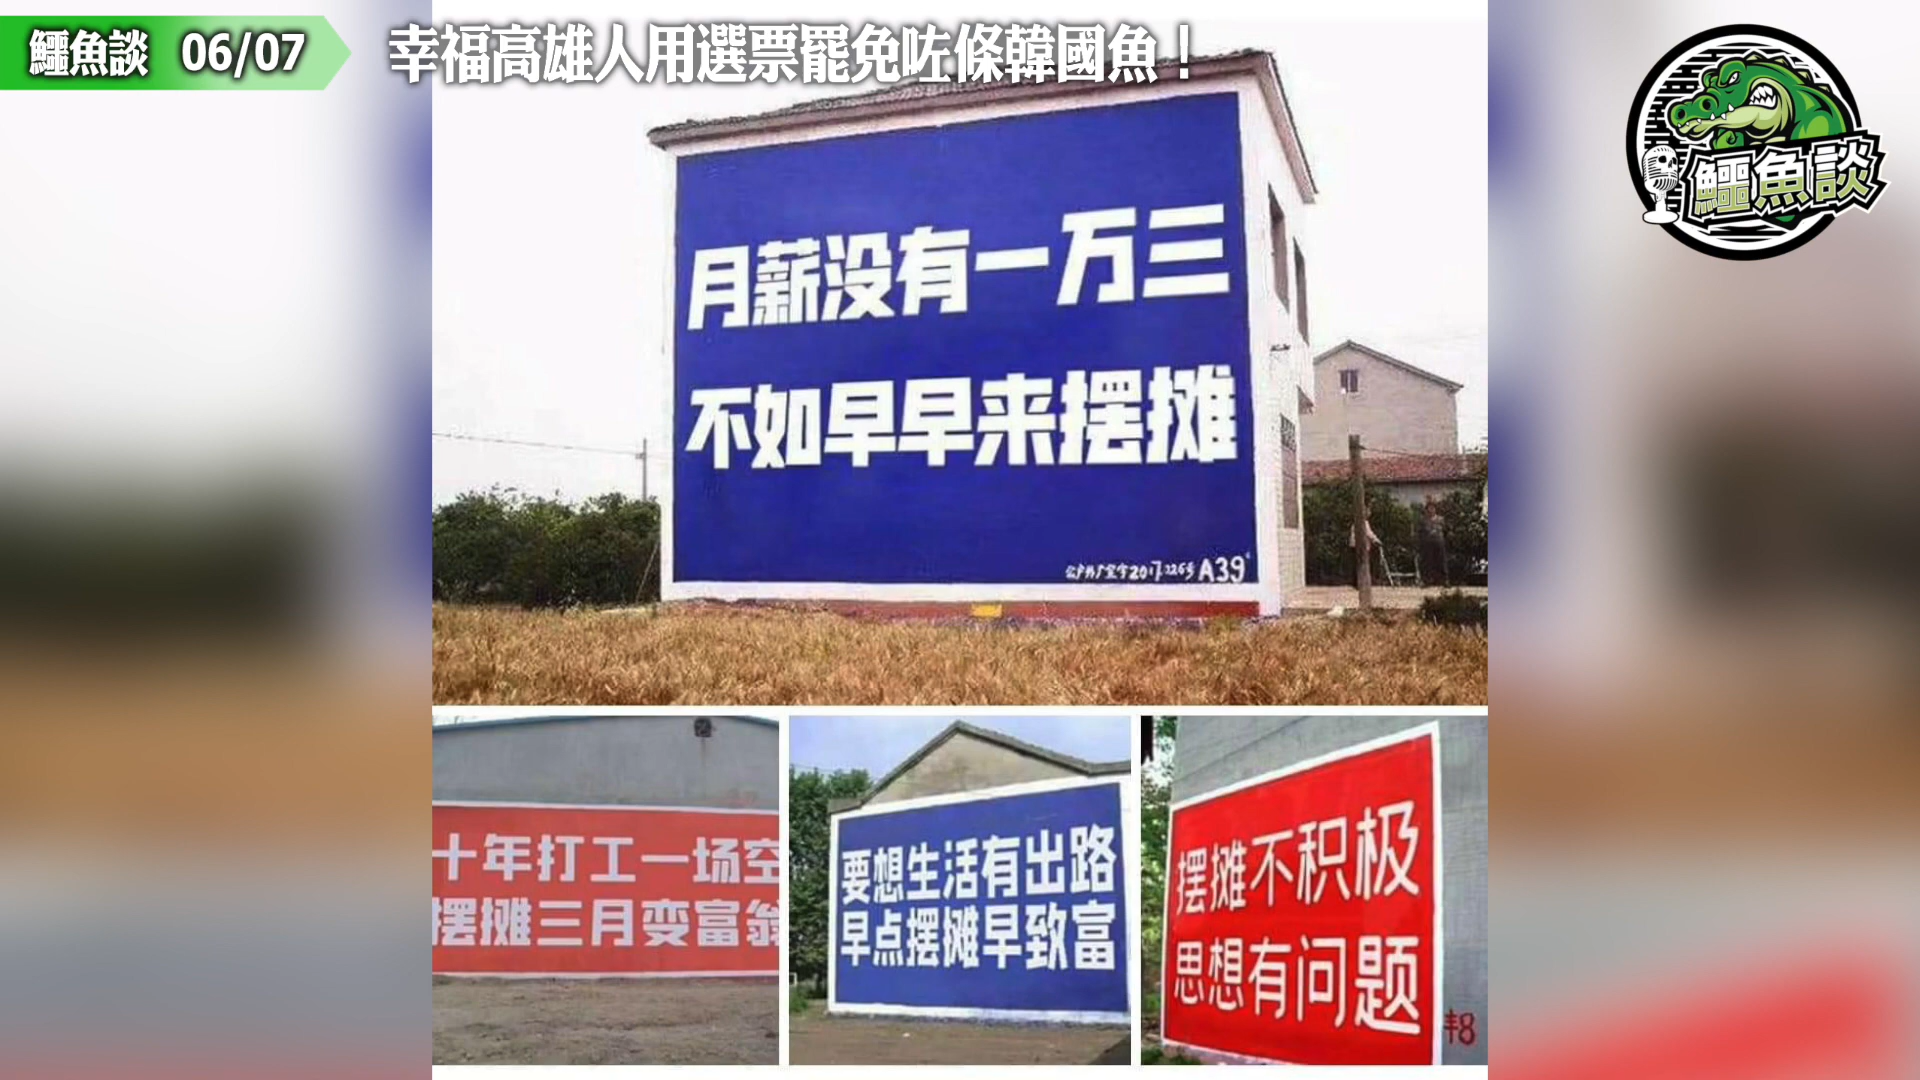 鱷魚談 06/07 幸福高雄人用選票罷免咗條韓國魚！
鱷魚談
月薪没有一万三
不如早早来摆摊
A39
十年打工一场空
摆摊三月变富翁
要想生活有出路
早点摆摊早致富
摆摊不积极
思想有问题